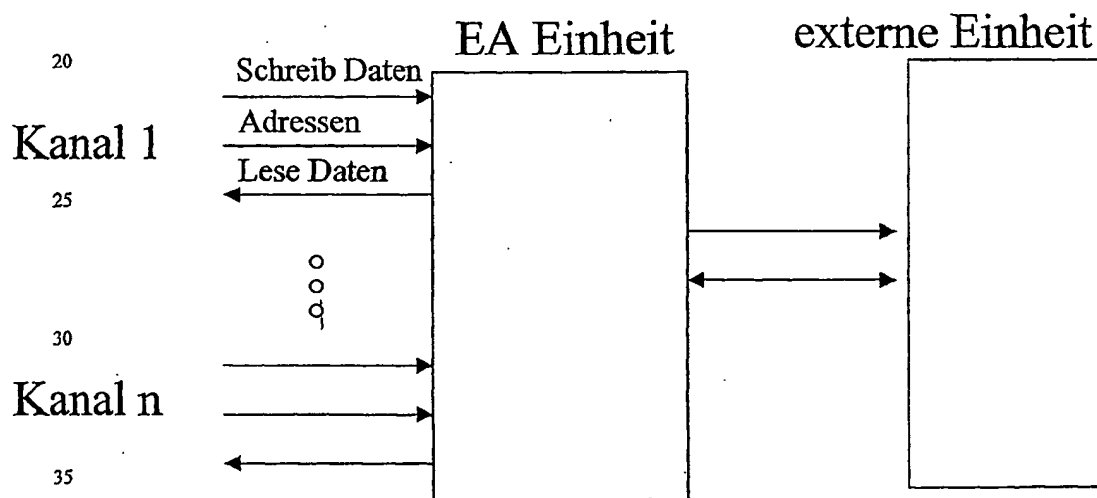 EA Einheit
externe Einheit
20
Schreib Daten
Adressen
Kanal 1
Lese Daten
25
30
Kanal n
35